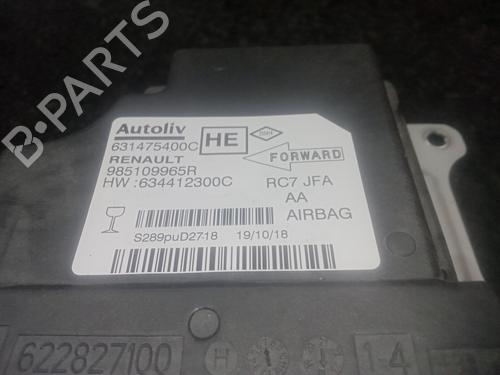 B-PARTS
Autoliv
631475400C
HE
RENAULT
FORWARD
985109965R
HW :634412300C
RC7 JFA
AA
AIRBAG
S289puD2718 19/10/18
622827100
H
1-4